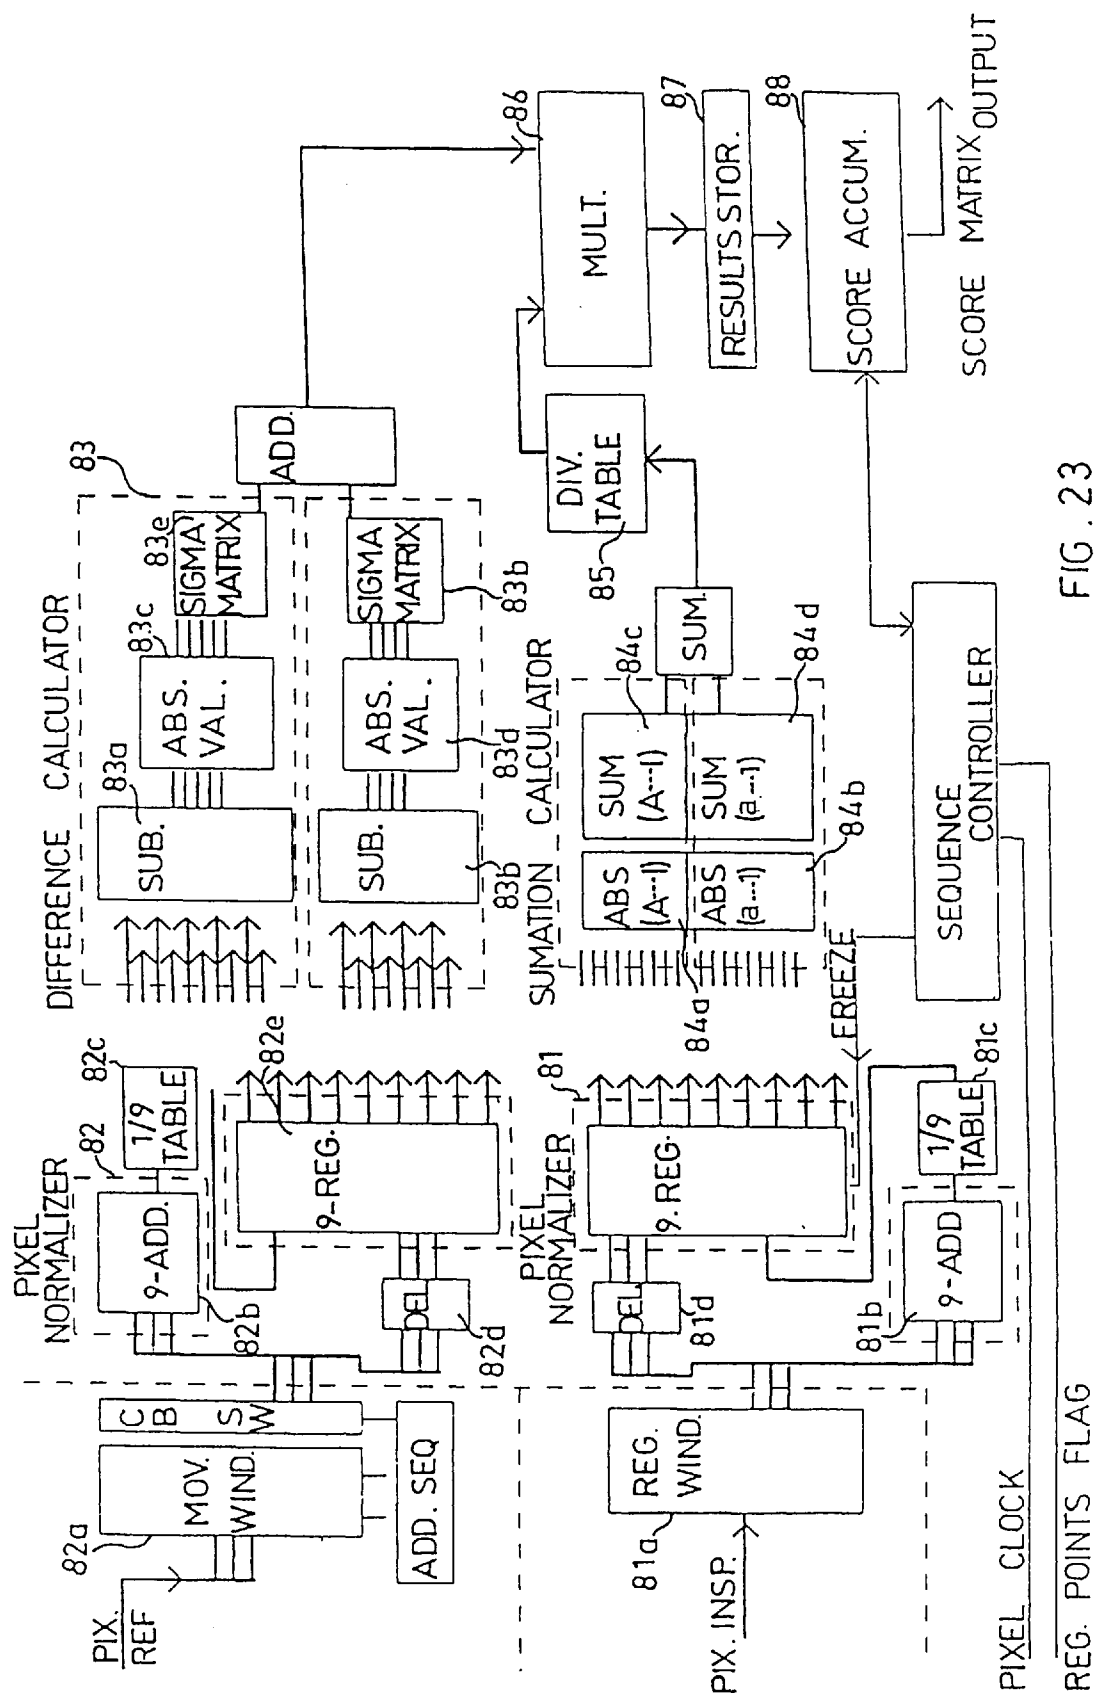 PIX.
REF
82a
MOV.
WIND.
C
B
S
W
ADD. SEQ
PIXEL
NORMALIZER
82
9-ADD.
82b
82c
1/9
TABLE
82e
9-REG.
DEL
82d
DIFFERENCE CALCULATOR
83
83a
SUB.
83c
ABS.
VAL.
83e
SIGMA
MATRIX
SUB.
83b
ABS.
VAL.
83d
SIGMA
MATRIX
83b
ADD.
86
MULT.
87
RESULTS STOR.
88
SCORE ACCUM.
SCORE MATRIX
OUTPUT
PIX. INSP.
81a
REG.
WIND.
PIXEL
NORMALIZER
81
9.REG.
DEL
81d
81b
9-ADD
1/9
TABLE
81c
FREEZE
SUMATION CALCULATOR
84a
ABS
(A---I)
ABS
(a---1)
84b
84c
SUM
(A---I)
SUM
(a---1)
84d
SUM.
DIV.
TABLE
85
SEQUENCE
CONTROLLER
PIXEL CLOCK
REG. POINTS FLAG
FIG. 23